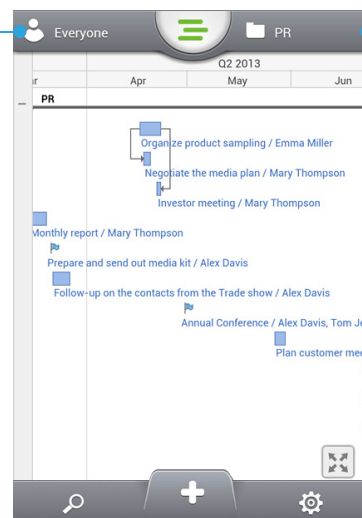 Everyone
PR
Q2 2013
Apr
May
Jun
PR
Organize product sampling / Emma Miller
Negotiate the media plan / Mary Thompson
Investor meeting / Mary Thompson
Monthly report / Mary Thompson
Prepare and send out media kit / Alex Davis
Follow-up on the contacts from the Trade show / Alex Davis
Annual Conference / Alex Davis, Tom
Plan customer